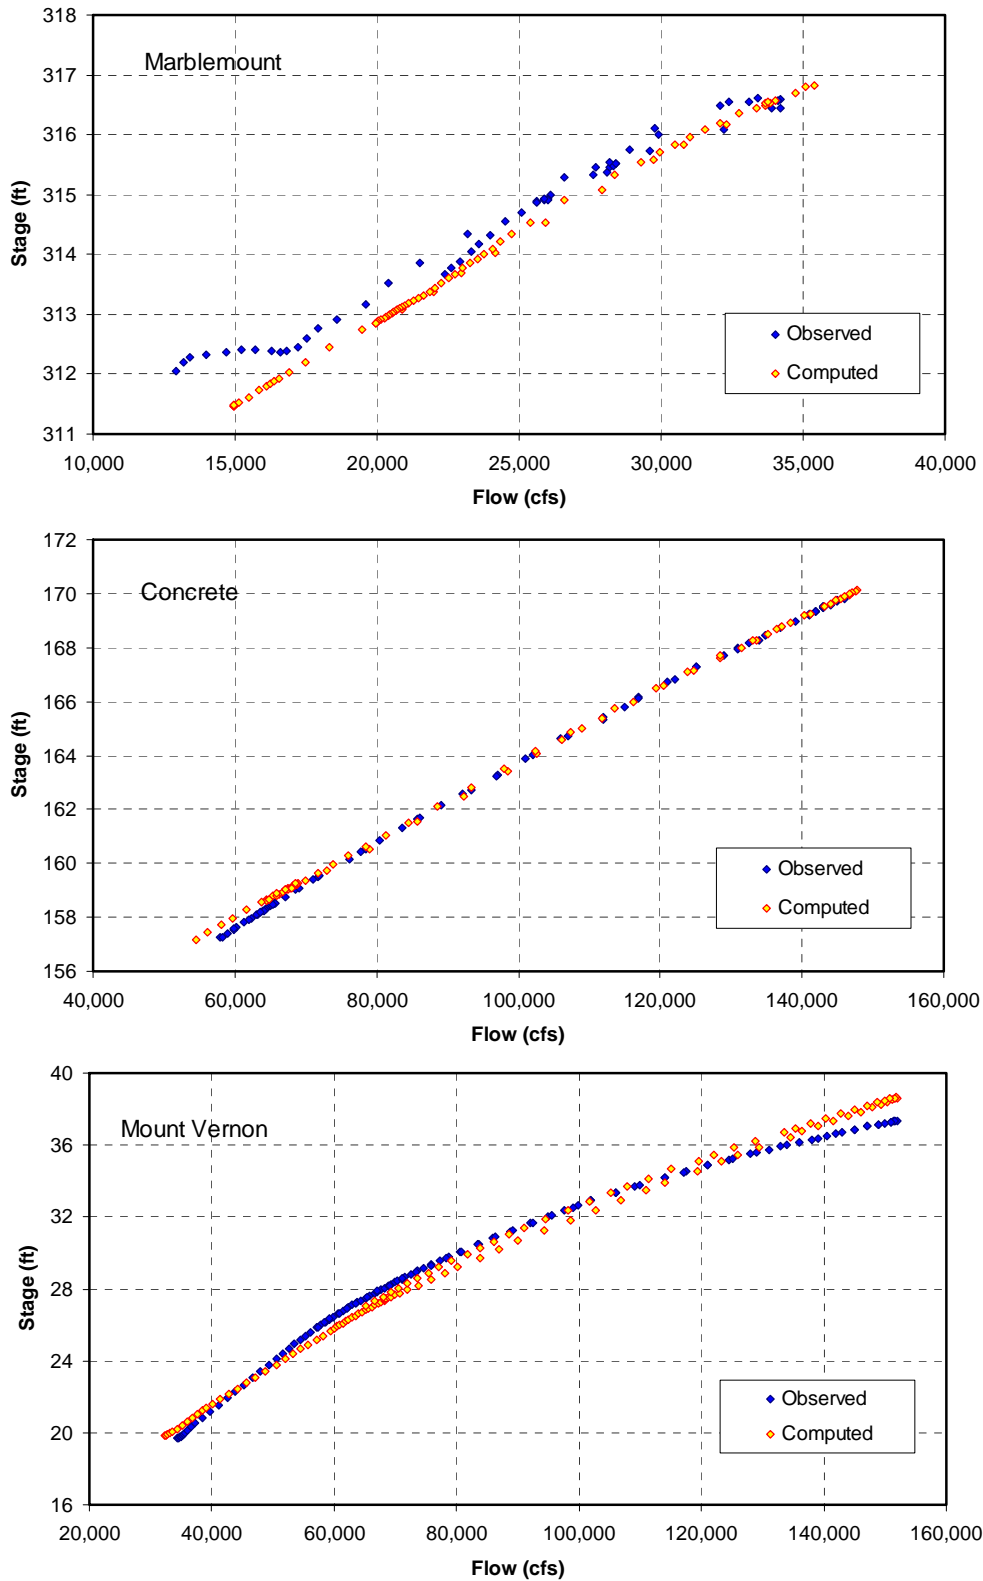 318
317
316
315
314
313
312
311
Stage (ft)
Marblemount
Observed
Computed
10,000 15,000 20,000 25,000 30,000 35,000 40,000
Flow (cfs)
172
170
168
166
164
162
160
158
156
Stage (ft)
Concrete
Observed
Computed
40,000 60,000 80,000 100,000 120,000 140,000 160,000
Flow (cfs)
40
36
32
28
24
20
16
Stage (ft)
Mount Vernon
Observed
Computed
20,000 40,000 60,000 80,000 100,000 120,000 140,000 160,000
Flow (cfs)